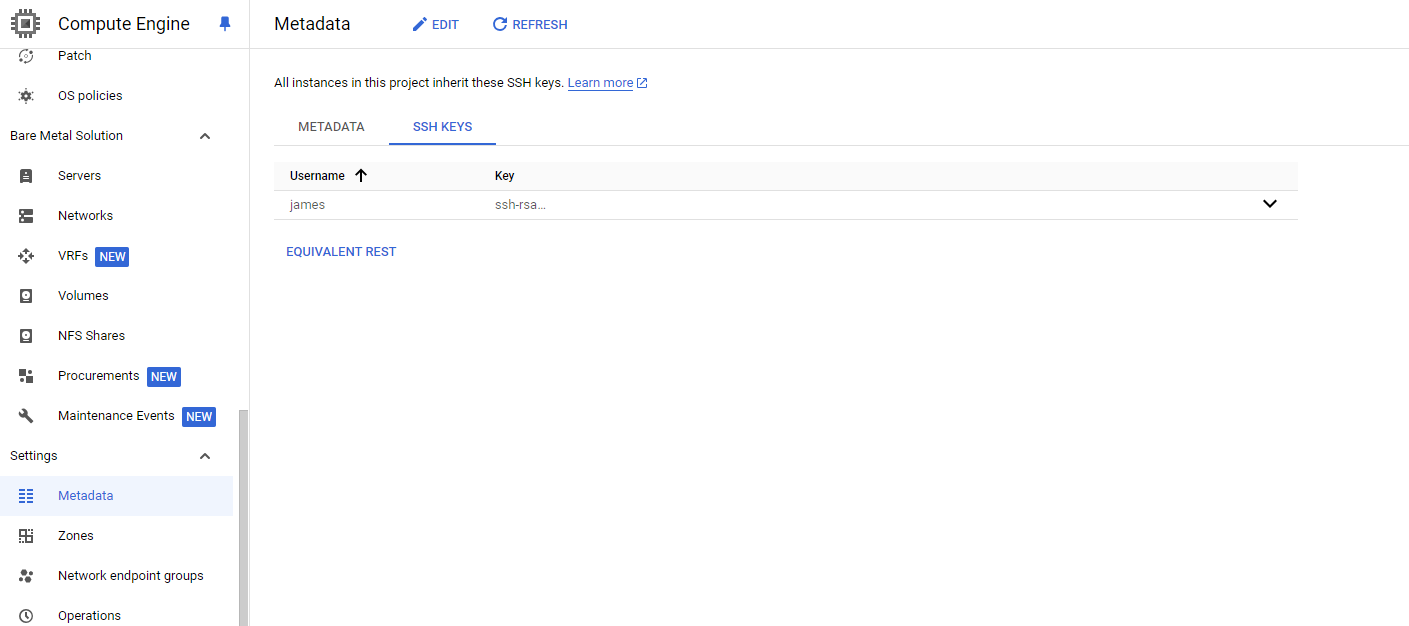 Compute Engine
Patch
OS policies
Bare Metal Solution
Servers
Networks
VRFs NEW
Volumes
NFS Shares
Procurements NEW
Maintenance Events NEW
Settings
Metadata
Zones
Network endpoint groups
Operations
Metadata EDIT REFRESH
All instances in this project inherit these SSH keys. Learn more
METADATA SSH KEYS
Username Key
james ssh-rsa...
EQUIVALENT REST